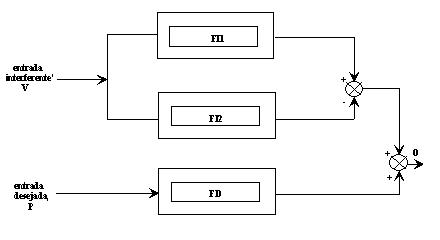 FI1
entrada
interferente'
V
+
FI2
-
+
0
+
entrada
desejada,
P
FD